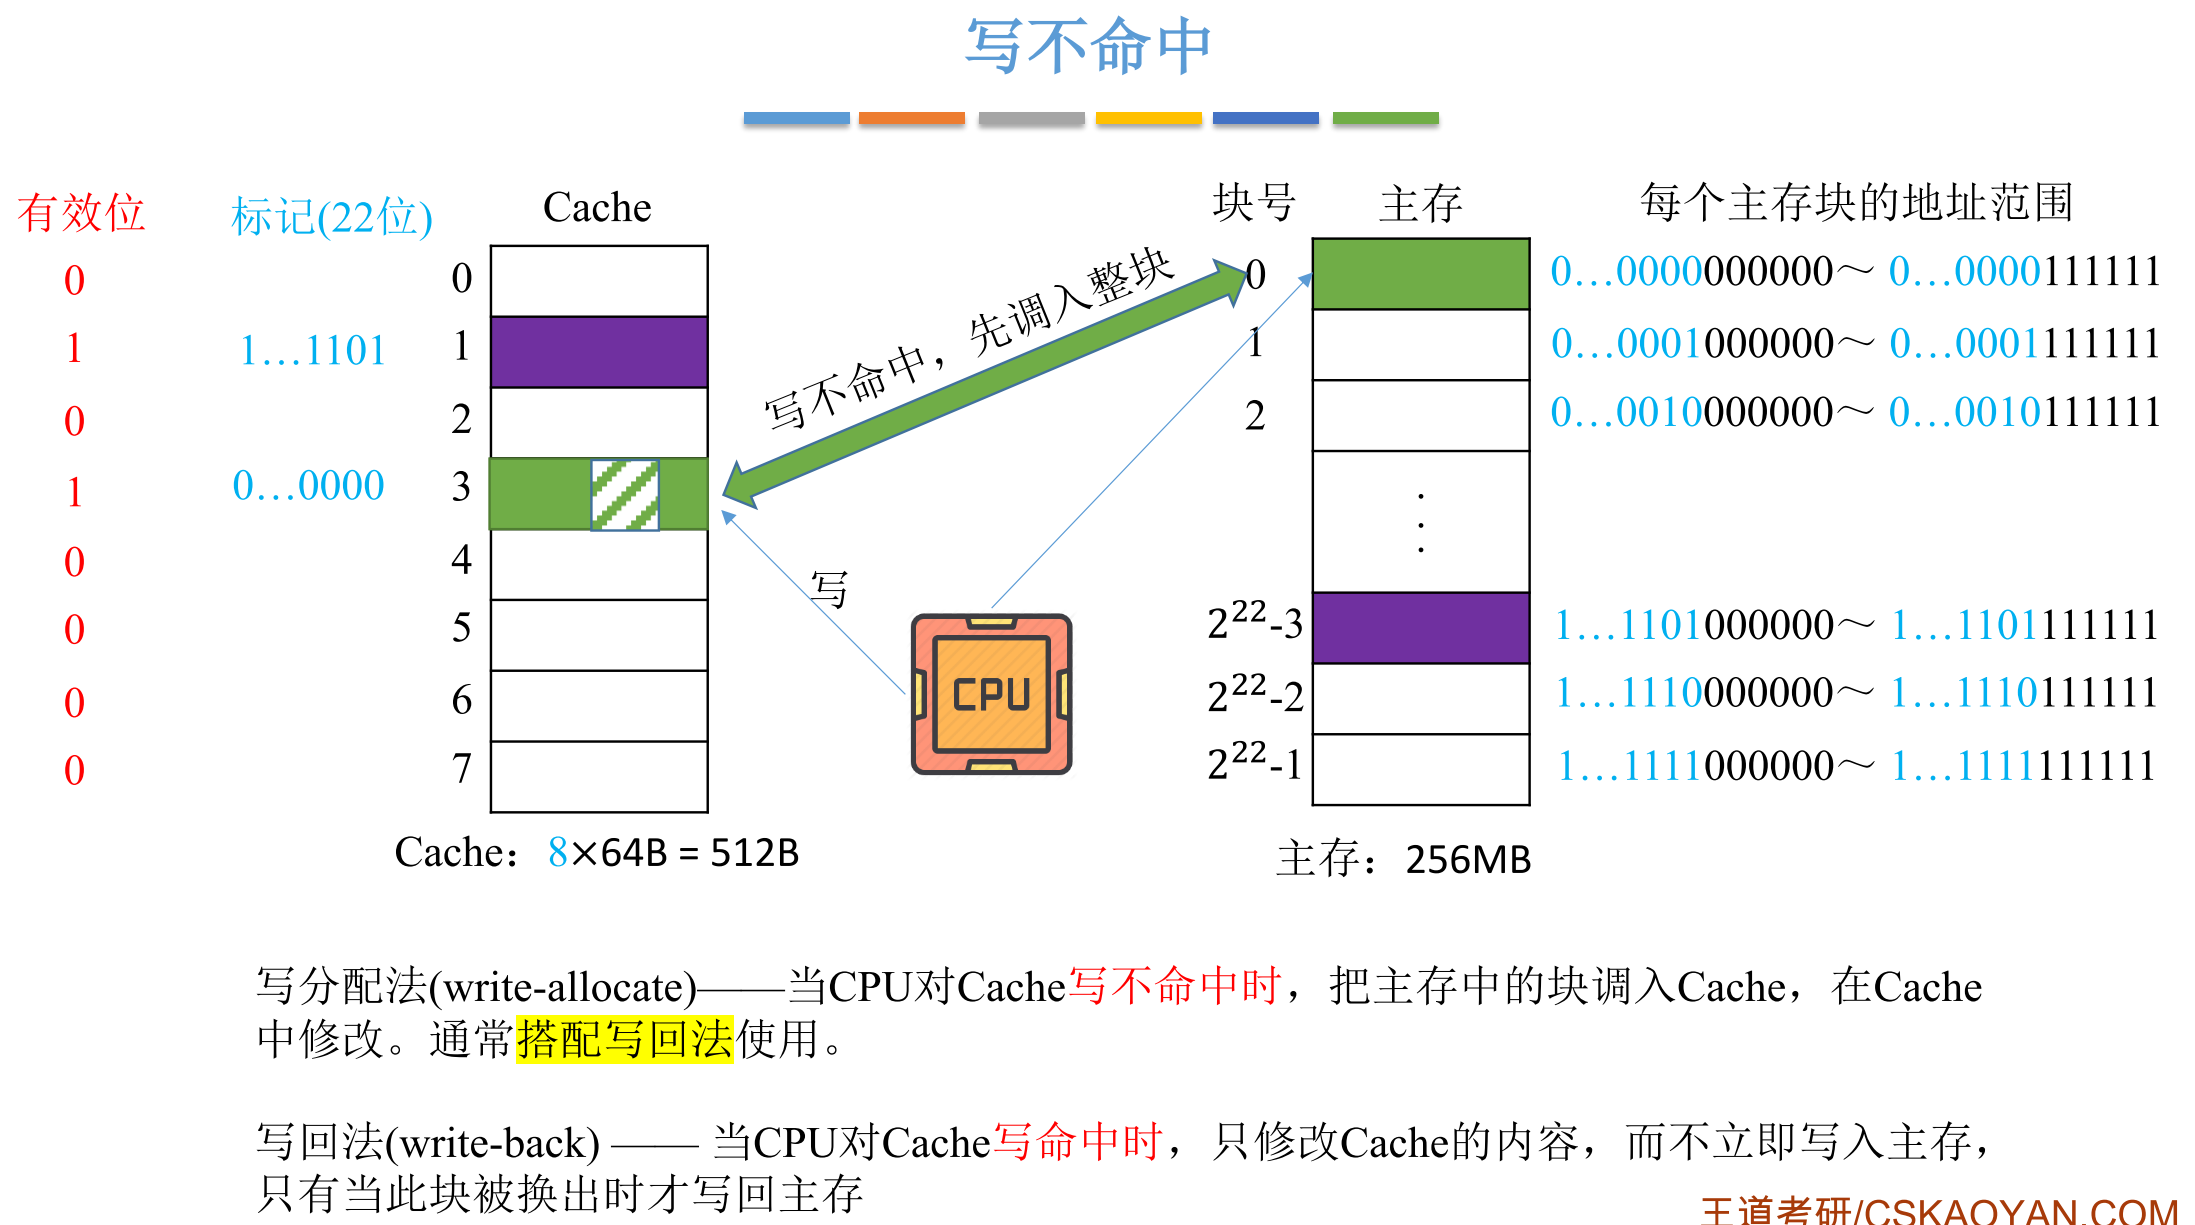 写不命中
有效位 标记(22位) Cache 块号 主存 每个主存块的地址范围
0 0 0 0…0000000000～ 0…0000111111
1 1…1101 1 1 0…0001000000～ 0…0001111111
0 2 2 0…0010000000～ 0…0010111111
写不命中，先调入整块
1 0…0000 3
0 4
写
0 5 2²²-3 1…1101000000～ 1…1101111111
CPU
0 6 2²²-2 1…1110000000～ 1…1110111111
0 7 2²²-1 1…1111000000～ 1…1111111111
Cache：8×64B = 512B 主存：256MB
写分配法(write-allocate)——当CPU对Cache写不命中时，把主存中的块调入Cache，在Cache
中修改。通常搭配写回法使用。
写回法(write-back) —— 当CPU对Cache写命中时，只修改Cache的内容，而不立即写入主存，
只有当此块被换出时才写回主存
王道考研/CSKAOYAN.COM